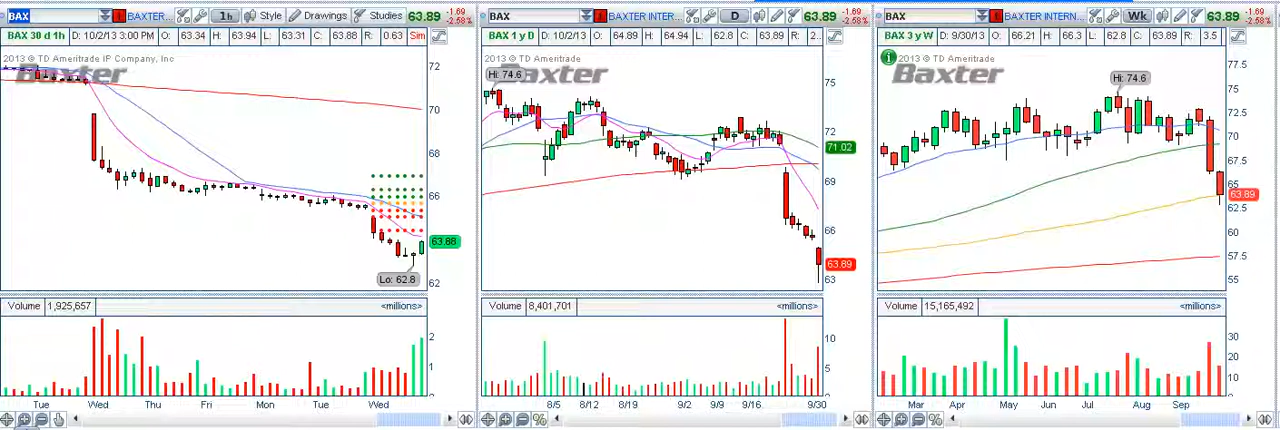 BAX 1h Style Drawings Studies 63.89 -1.69 -2.58%
BAX 30 d 1h D: 10/2/13 3:00 PM O: 63.34 H: 63.94 L: 63.31 C: 63.88 R: 0.63 Sim
2013 © TD Ameritrade IP Company, Inc
Baxter
72
70
68
66
63.88
Lo: 62.8
62
Volume 1,925,657 <millions>
2
1
0
Tue Wed Thu Fri Mon Tue Wed
BAX BAXTER INTER... D 63.89 -1.69 -2.58%
BAX 1 y D D: 10/2/13 O: 64.89 H: 64.94 L: 62.8 C: 63.89 R: 2...
2013 © TD Ameritrade
Baxter
Hi: 74.6
75
72
71.02
69
66
63.89
63
Volume 8,401,701 <millions>
10
5
0
8/5 8/12 8/19 9/2 9/9 9/16 9/30
BAX BAXTER INTERN... Wk 63.89 -1.69 -2.58%
BAX 3 y W D: 9/30/13 O: 66.21 H: 66.3 L: 62.8 C: 63.89 R: 3.5
2013 © TD Ameritrade
Baxter
Hi: 74.6
77.5
75
72.5
70
67.5
65
63.89
62.5
60
57.5
55
Volume 15,165,492 <millions>
30
20
10
0
Mar Apr May Jun Jul Aug Sep